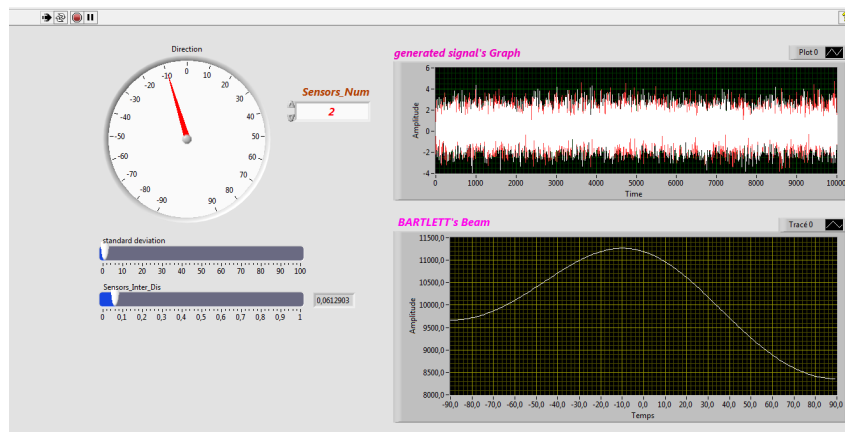 Direction
-10 0 10
-20 20
-30 30
-40 40
-50 50
-60 60
-70 70
-80 80
-90 90
Sensors_Num
2
standard deviation
0 10 20 30 40 50 60 70 80 90 100
Sensors_Inter_Dis
0,0612903
0 0,1 0,2 0,3 0,4 0,5 0,6 0,7 0,8 0,9 1
generated signal's Graph
Plot 0
6
4
2
0
-2
-4
Amplitude
0 1000 2000 3000 4000 5000 6000 7000 8000 9000 10000
Time
BARTLETT's Beam
Tracé 0
11500,0
11000,0
10500,0
10000,0
9500,0
9000,0
8500,0
8000,0
Amplitude
-90,0 -80,0 -70,0 -60,0 -50,0 -40,0 -30,0 -20,0 -10,0 0,0 10,0 20,0 30,0 40,0 50,0 60,0 70,0 80,0 90,0
Temps